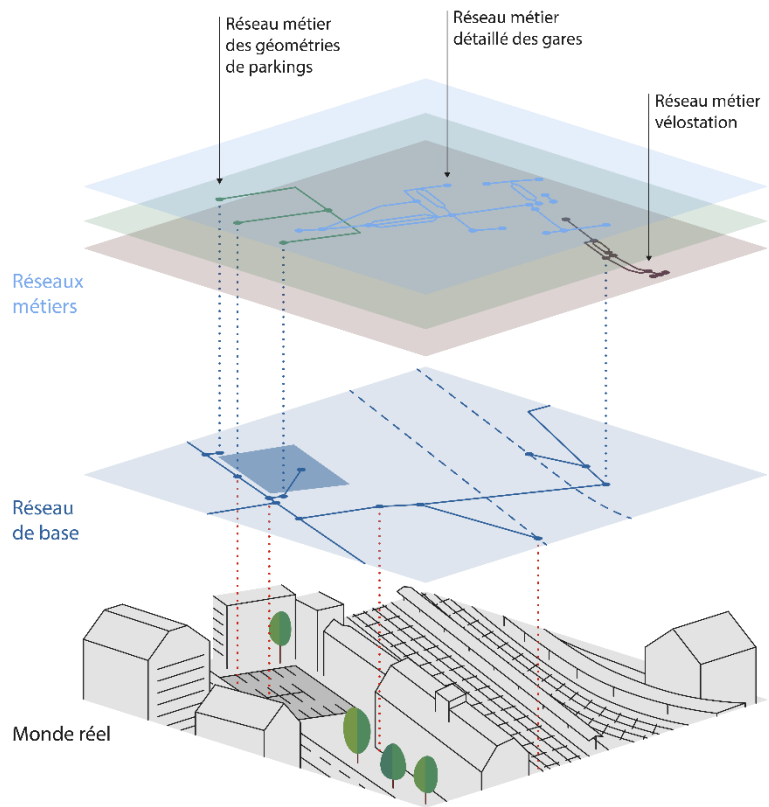 Réseau métier
des géométries
de parkings
Réseau métier
détaillé des gares
Réseau métier
vélostation
Réseaux
métiers
Réseau
de base
Monde réel